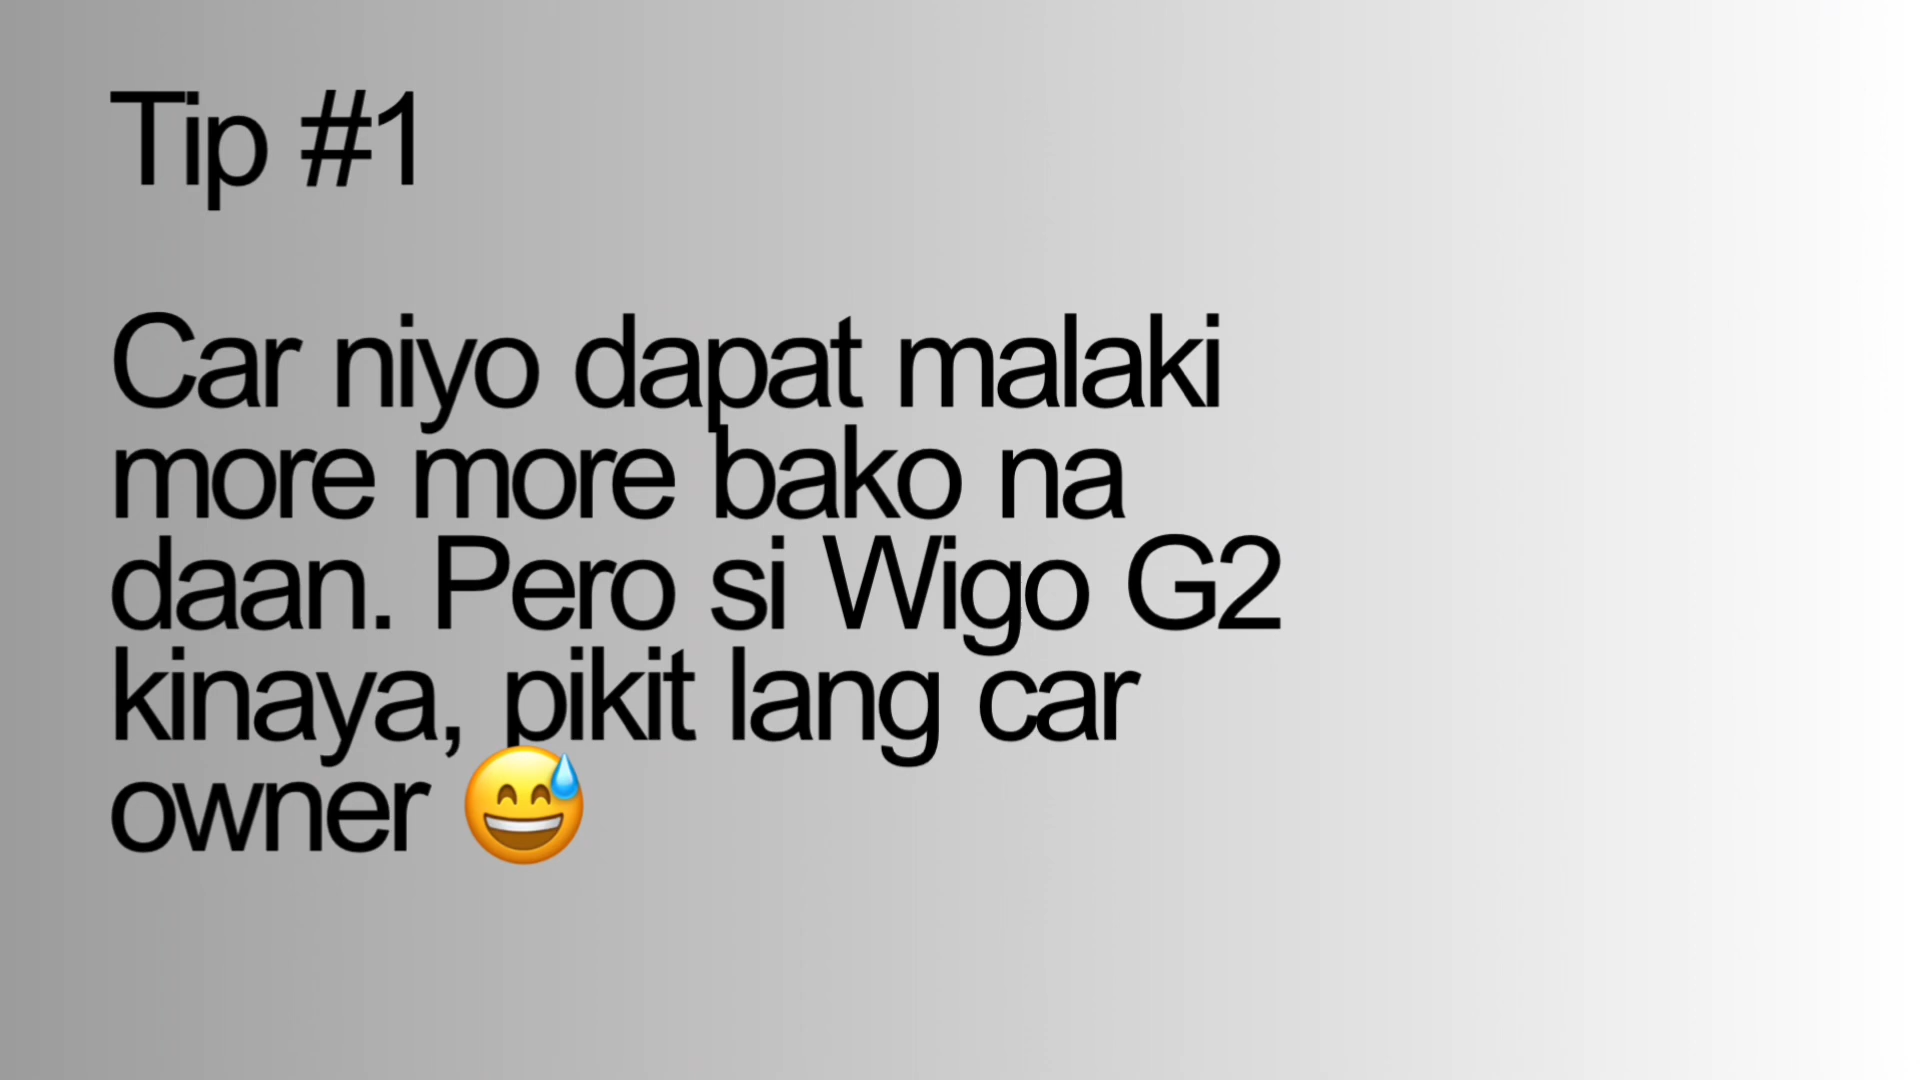 Tip #1
Car niyo dapat malaki
more more bako na
daan. Pero si Wigo G2
kinaya, pikit lang car
owner 😅